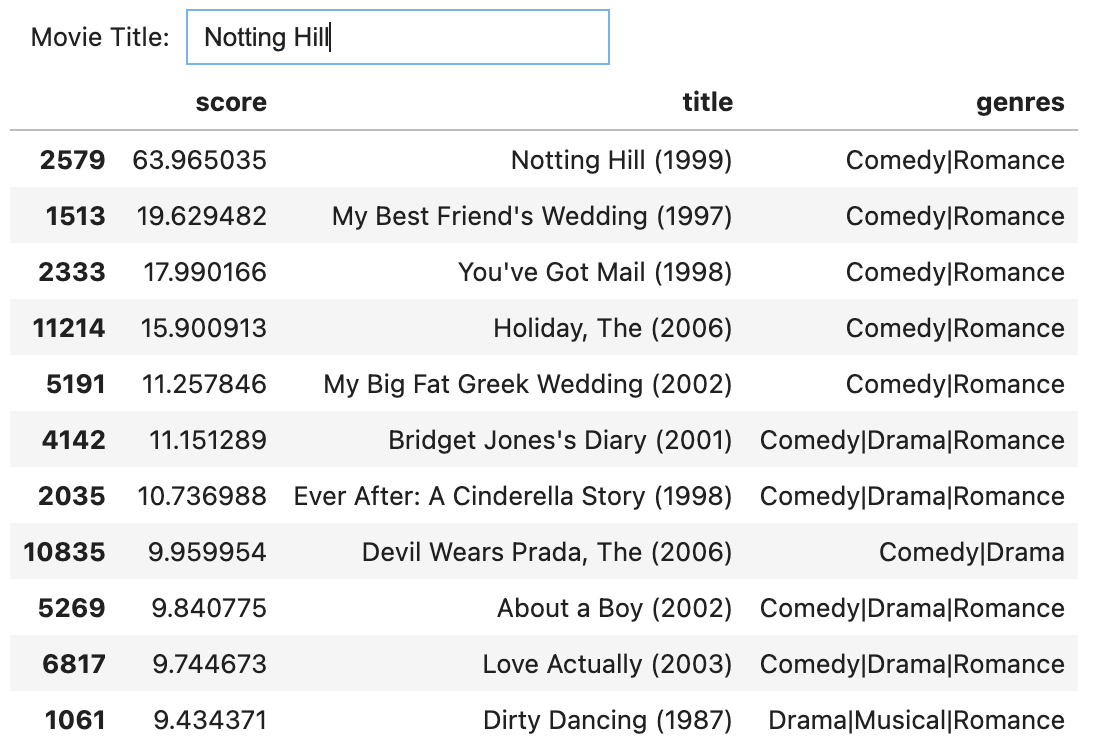 Movie Title: Notting Hill
score title genres
2579 63.965035 Notting Hill (1999) Comedy|Romance
1513 19.629482 My Best Friend's Wedding (1997) Comedy|Romance
2333 17.990166 You've Got Mail (1998) Comedy|Romance
11214 15.900913 Holiday, The (2006) Comedy|Romance
5191 11.257846 My Big Fat Greek Wedding (2002) Comedy|Romance
4142 11.151289 Bridget Jones's Diary (2001) Comedy|Drama|Romance
2035 10.736988 Ever After: A Cinderella Story (1998) Comedy|Drama|Romance
10835 9.959954 Devil Wears Prada, The (2006) Comedy|Drama
5269 9.840775 About a Boy (2002) Comedy|Drama|Romance
6817 9.744673 Love Actually (2003) Comedy|Drama|Romance
1061 9.434371 Dirty Dancing (1987) Drama|Musical|Romance